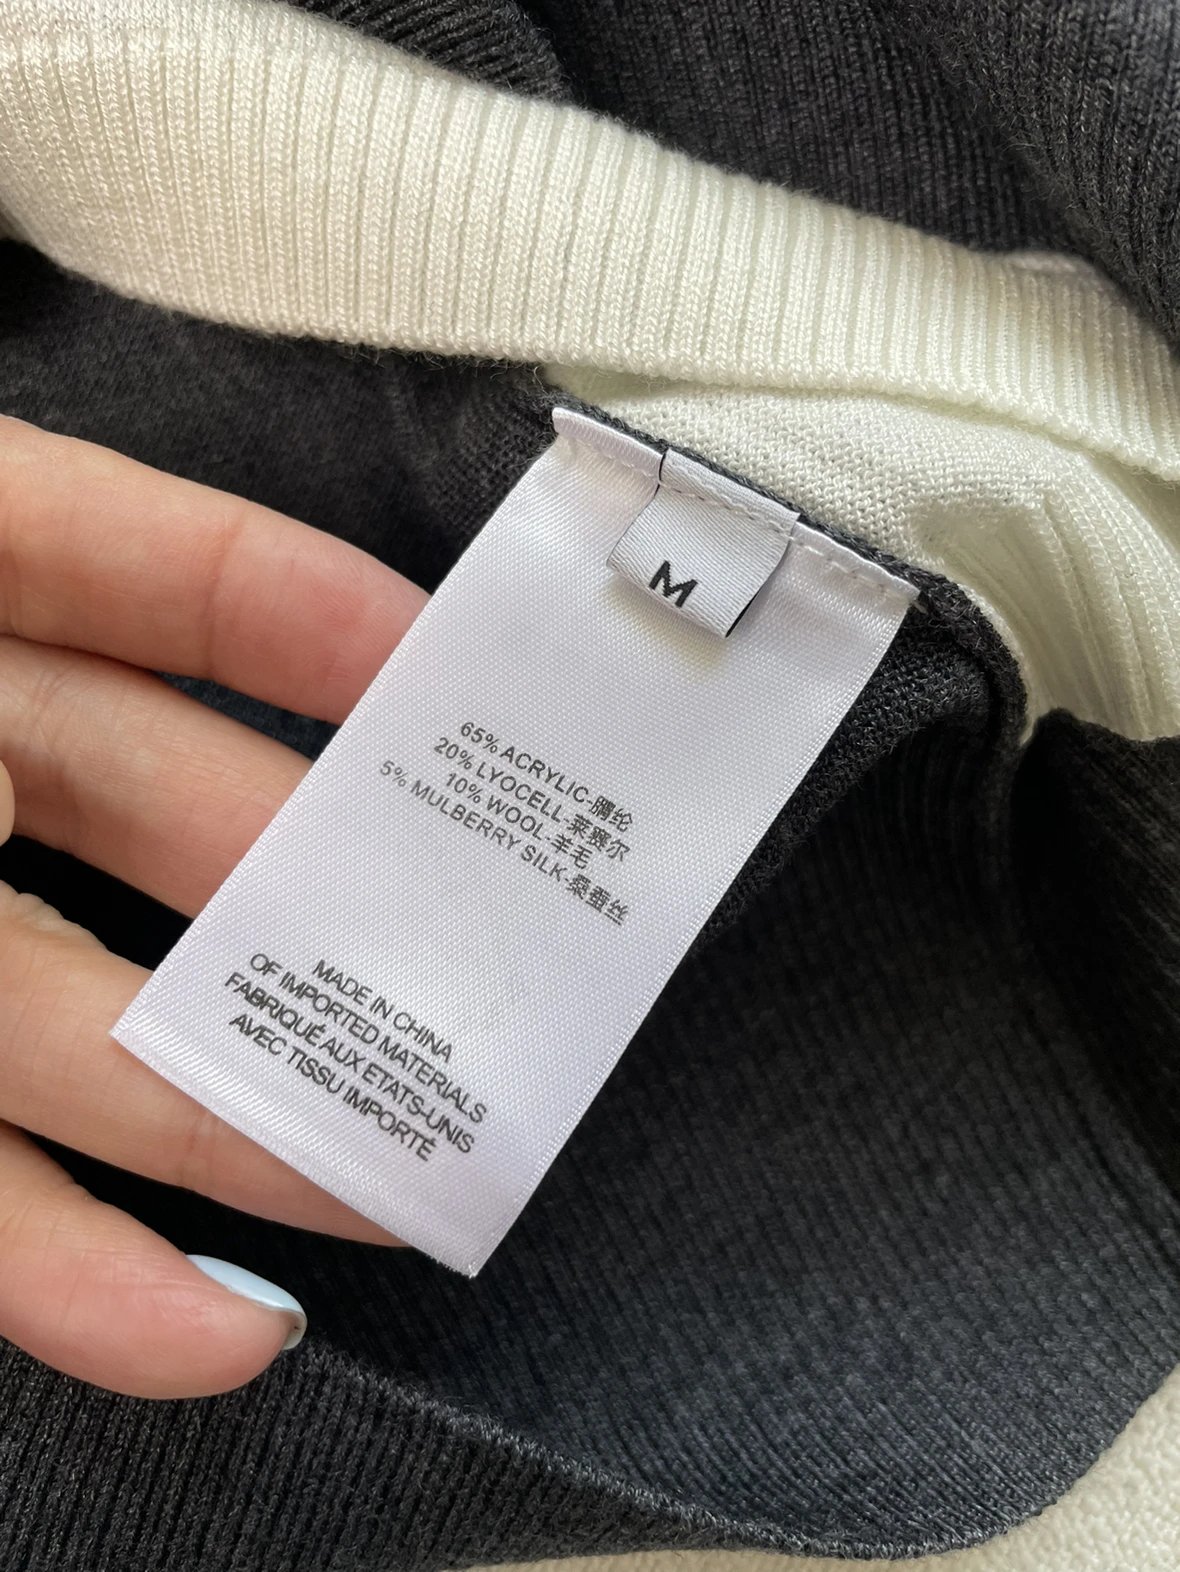 M
65% ACRYLIC-腈纶
20% LYOCELL-莱赛尔
10% WOOL-羊毛
5% MULBERRY SILK-桑蚕丝
MADE IN CHINA
OF IMPORTED MATERIALS
FABRIQUÉ AUX ETATS-UNIS
AVEC TISSU IMPORTÉ